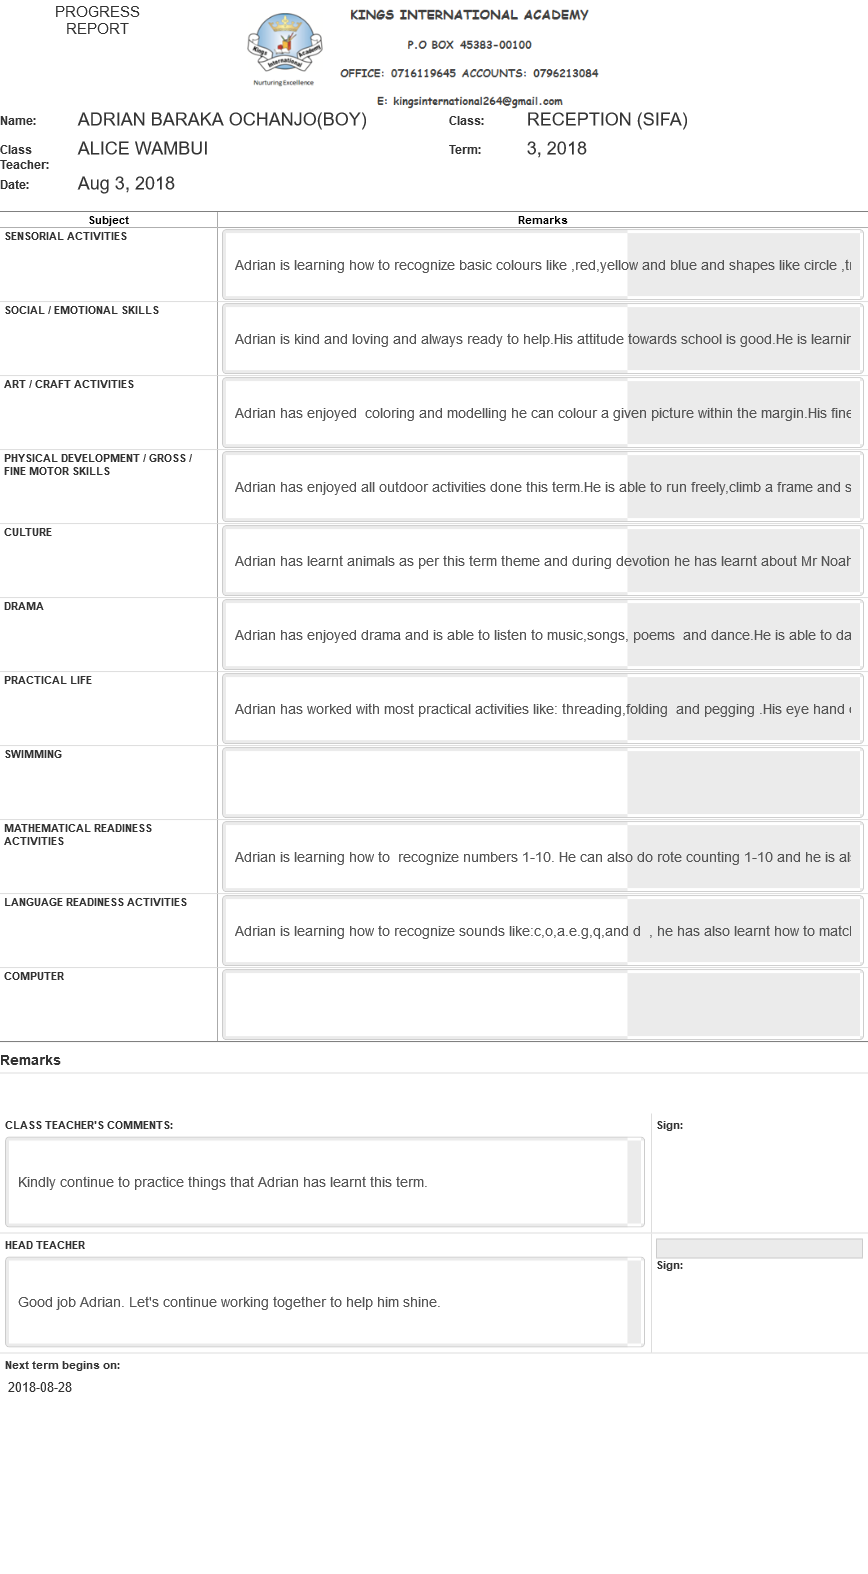 PROGRESS
REPORT
Kings International Academy
Nurturing Excellence
KINGS INTERNATIONAL ACADEMY
P.O BOX 45383-00100
OFFICE: 0716119645 ACCOUNTS: 0796213084
E: kingsinternational264@gmail.com
Name: ADRIAN BARAKA OCHANJO(BOY) Class: RECEPTION (SIFA)
Class Teacher: ALICE WAMBUI Term: 3, 2018
Date: Aug 3, 2018
Subject Remarks
SENSORIAL ACTIVITIES
Adrian is learning how to recognize basic colours like ,red,yellow and blue and shapes like circle ,
SOCIAL / EMOTIONAL SKILLS
Adrian is kind and loving and always ready to help.His attitude towards school is good.He is
ART / CRAFT ACTIVITIES
Adrian has enjoyed  coloring and modelling he can colour a given picture within the margin.His fine
PHYSICAL DEVELOPMENT / GROSS /
FINE MOTOR SKILLS
Adrian has enjoyed all outdoor activities done this term.He is able to run freely,climb a frame and s
CULTURE
Adrian has learnt animals as per this term theme and during devotion he has learnt about Mr Noah
DRAMA
Adrian has enjoyed drama and is able to listen to music,songs, poems  and dance.He is able to da
PRACTICAL LIFE
Adrian has worked with most practical activities like: threading,folding  and pegging .His eye hand
SWIMMING
MATHEMATICAL READINESS
ACTIVITIES
Adrian is learning how to  recognize numbers 1-10. He can also do rote counting 1-10 and he is
LANGUAGE READINESS ACTIVITIES
Adrian is learning how to recognize sounds like:c,o,a.e.g,q,and d  , he has also learnt how to
COMPUTER
Remarks
CLASS TEACHER'S COMMENTS: Sign:
Kindly continue to practice things that Adrian has learnt this term.
HEAD TEACHER
Sign:
Good job Adrian. Let's continue working together to help him shine.
Next term begins on:
2018-08-28